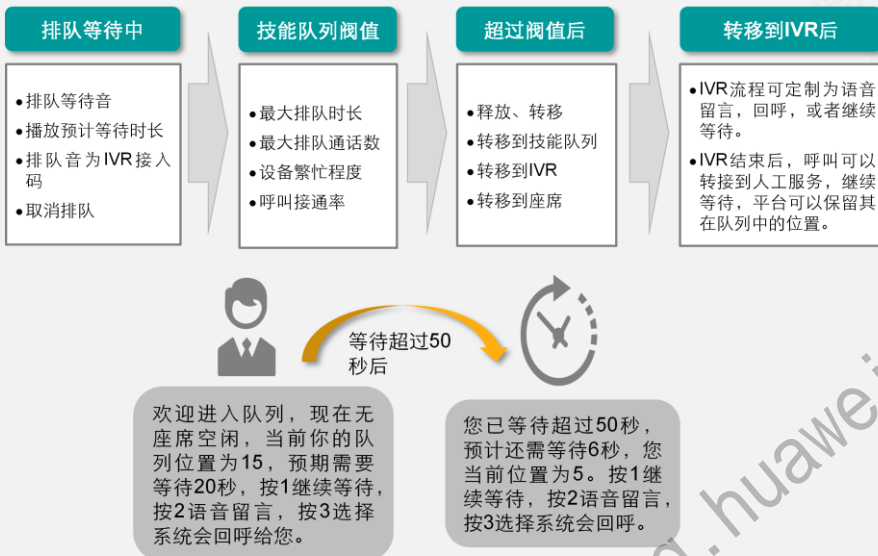 排队等待中
技能队列阀值
超过阀值后
转移到IVR后
•排队等待音
•播放预计等待时长
•排队音为IVR接入
码
•取消排队
•最大排队时长
•最大排队通话数
•设备繁忙程度
•呼叫接通率
•释放、转移
•转移到技能队列
•转移到IVR
•转移到座席
•IVR流程可定制为语音
留言，回呼，或者继续
等待。
•IVR结束后，呼叫可以
转接到人工服务，继续
等待，平台可以保留其
在队列中的位置。
等待超过50
秒后
欢迎进入队列，现在无
座席空闲，当前你的队
列位置为15，预期需要
等待20秒，按1继续等待，
按2语音留言，按3选择
系统会回呼给您。
您已等待超过50秒，
预计还需等待6秒，您
当前位置为5。按1继
续等待，按2语音留言，
按3选择系统会回呼。